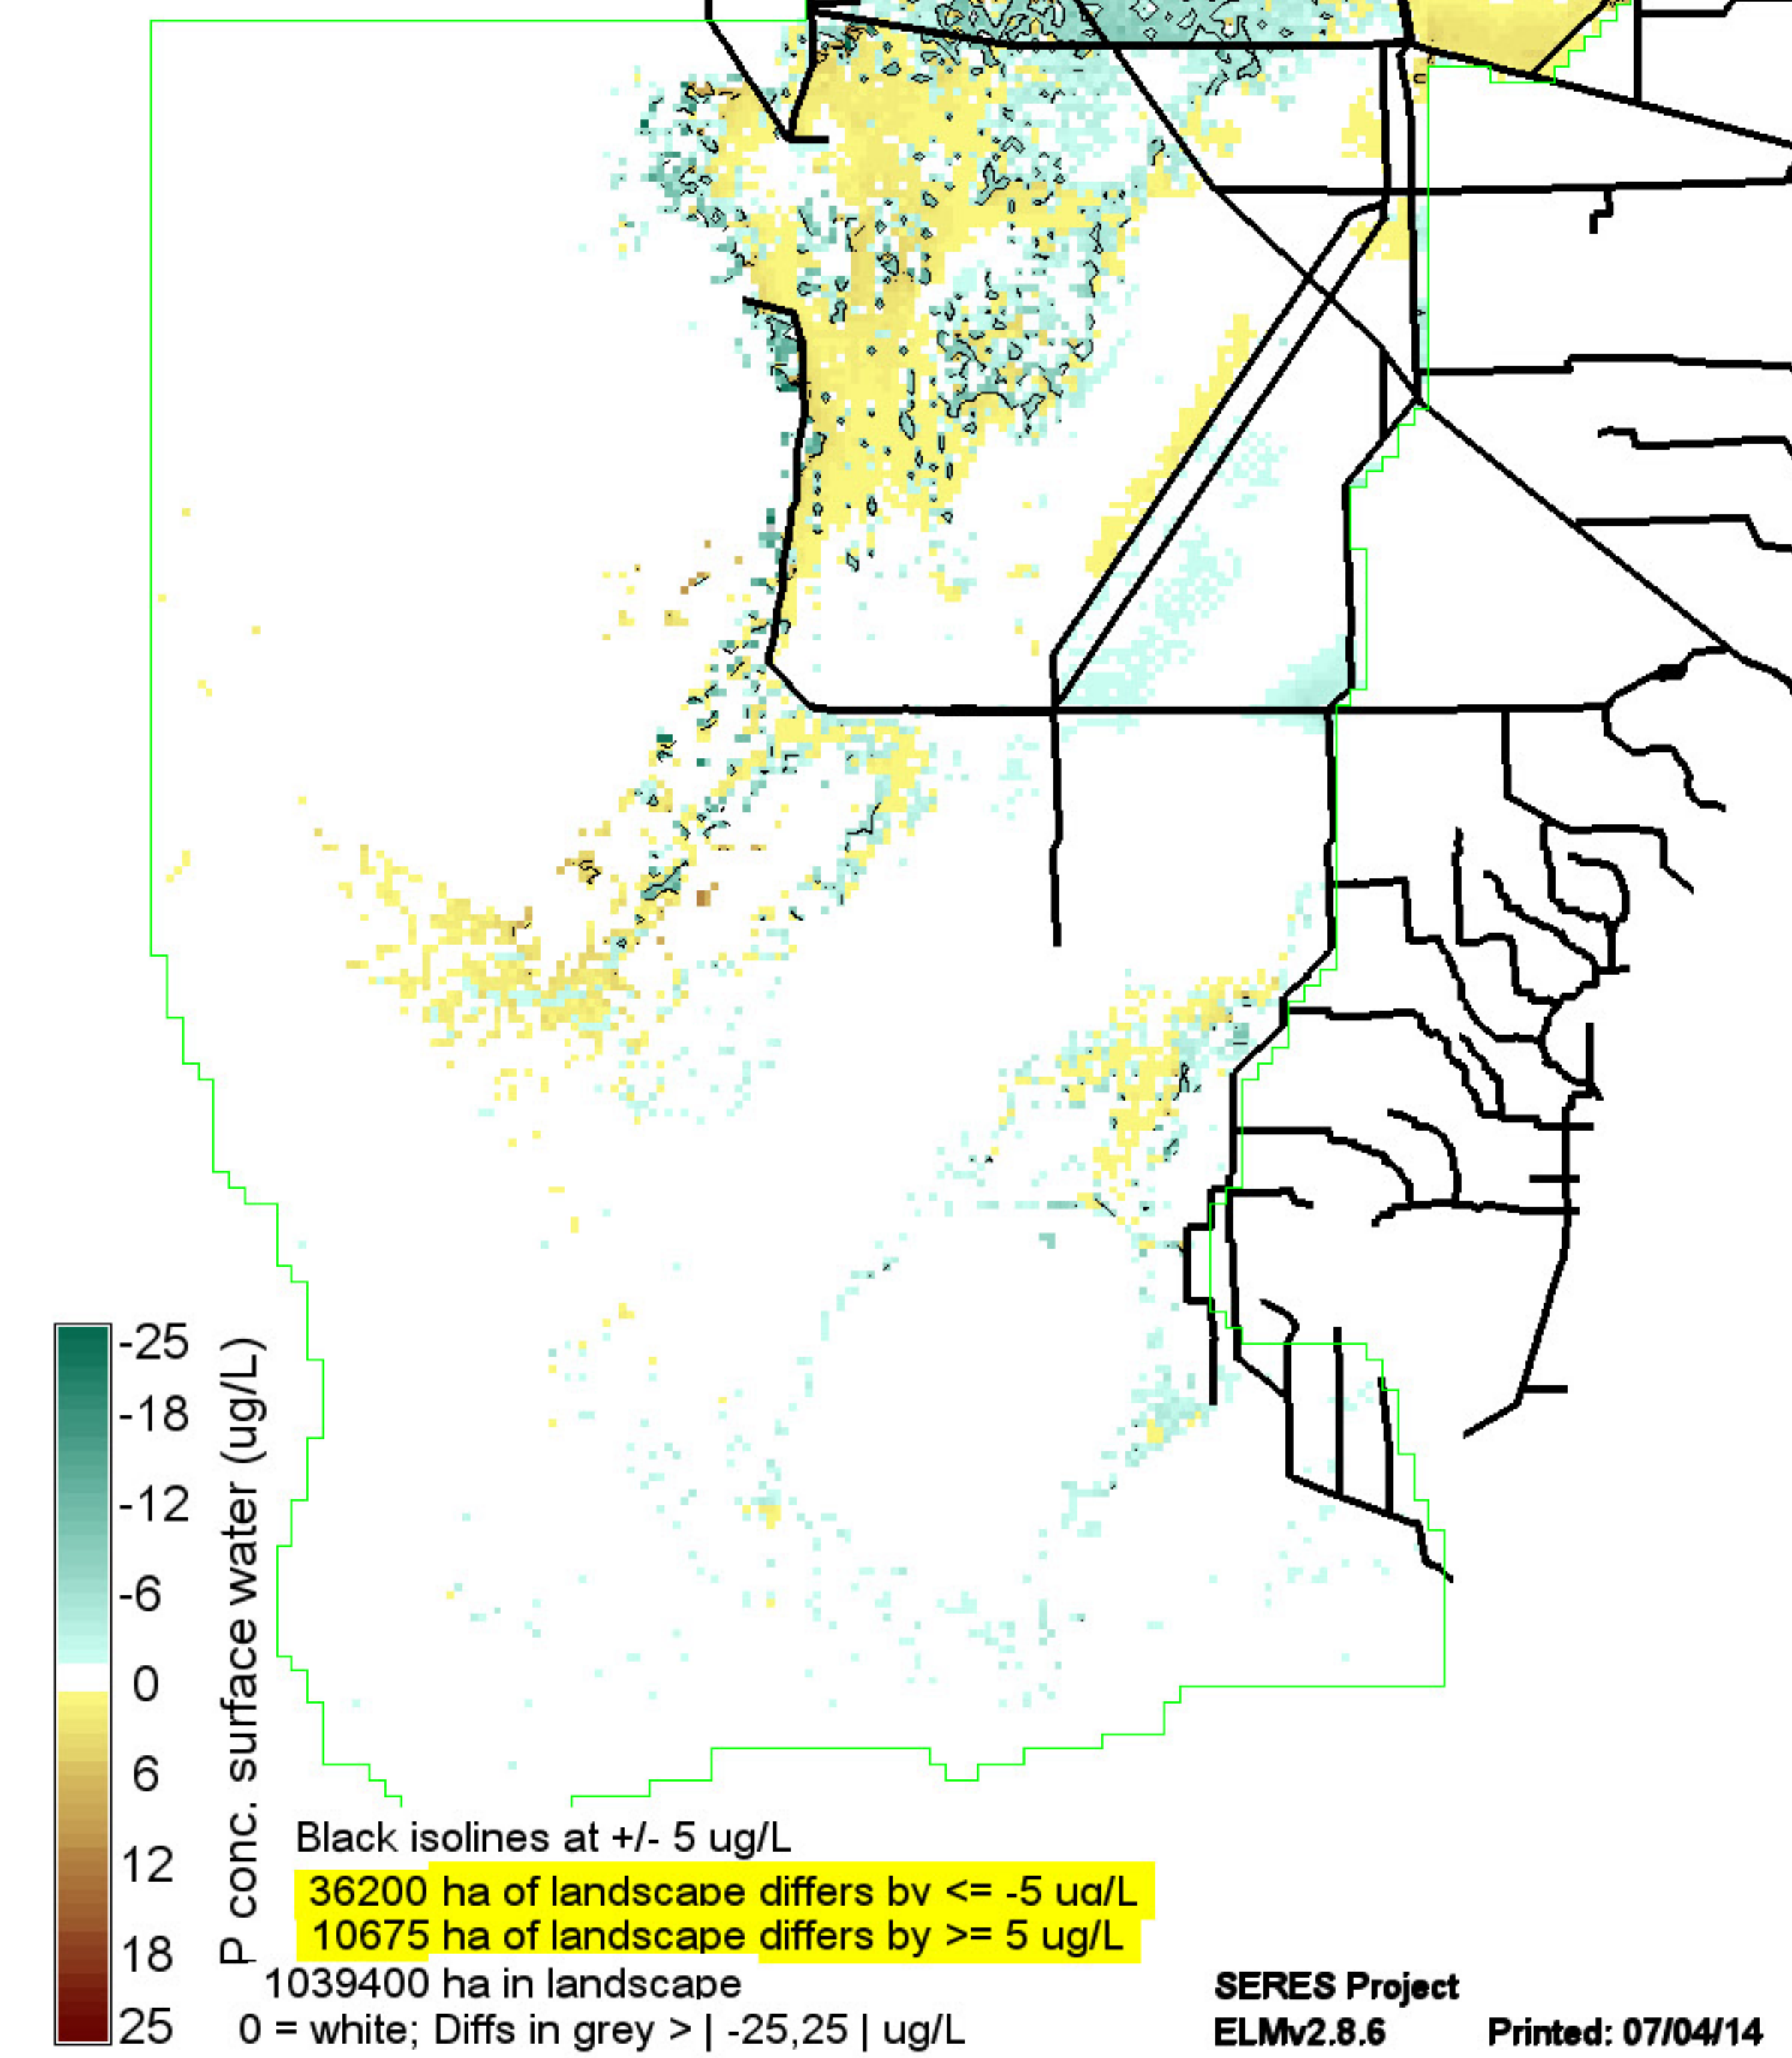 -25
-18
-12
-6
0
6
12
18
25
P conc. surface water (ug/L)
Black isolines at +/- 5 ug/L
36200 ha of landscape differs by <= -5 ug/L
10675 ha of landscape differs by >= 5 ug/L
1039400 ha in landscape
0 = white; Diffs in grey > | -25,25 | ug/L
SERES Project
ELMv2.8.6 Printed: 07/04/14